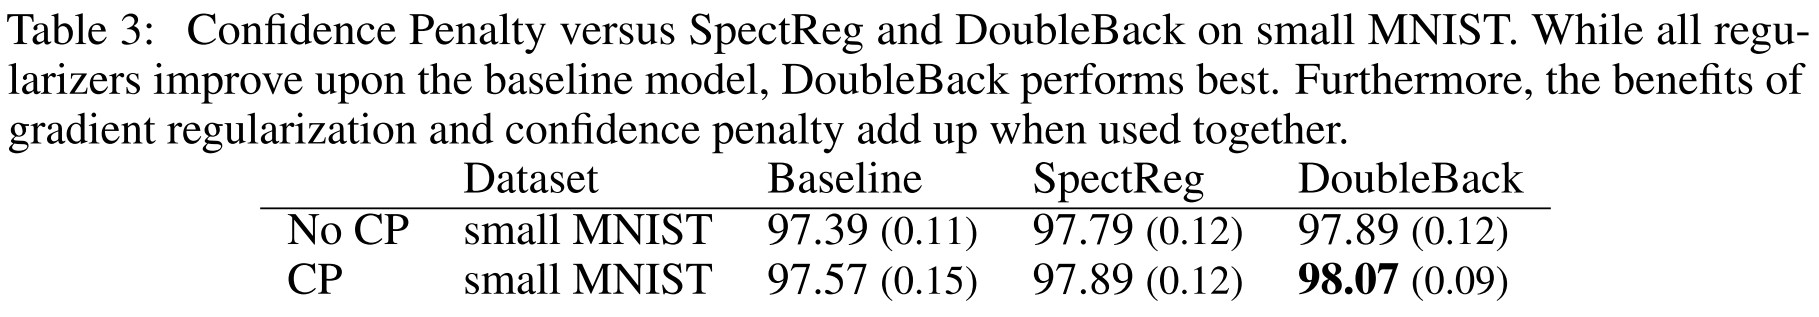 Table 3: Confidence Penalty versus SpectReg and DoubleBack on small MNIST. While all regu-
larizers improve upon the baseline model, DoubleBack performs best. Furthermore, the benefits of
gradient regularization and confidence penalty add up when used together.
Dataset Baseline SpectReg DoubleBack
No CP small MNIST 97.39 (0.11) 97.79 (0.12) 97.89 (0.12)
CP small MNIST 97.57 (0.15) 97.89 (0.12) 98.07 (0.09)